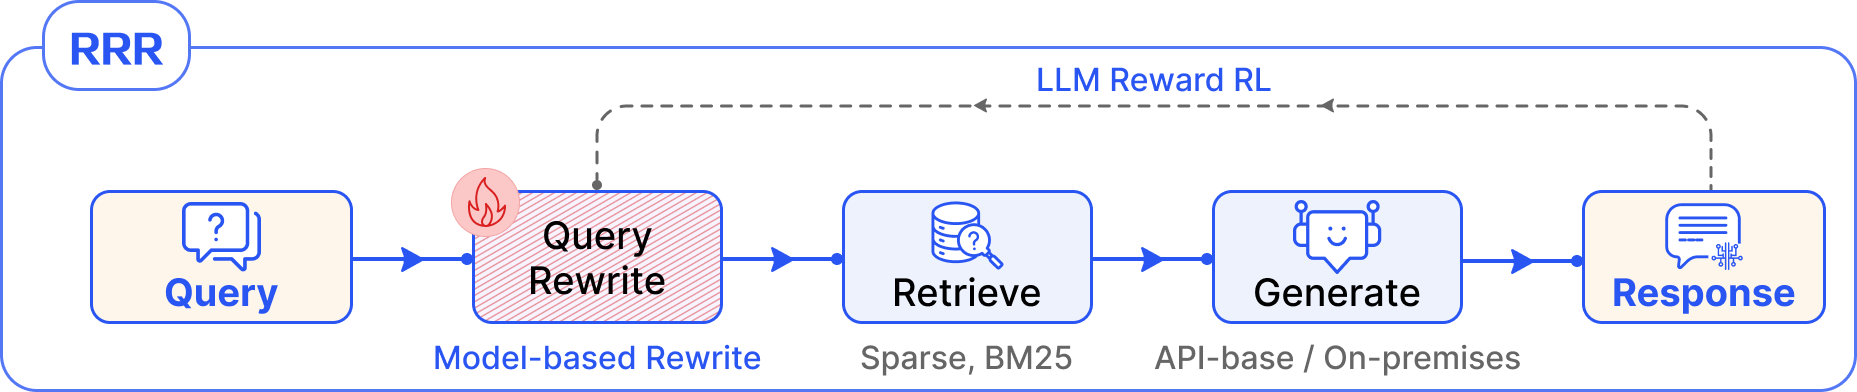 RRR
LLM Reward RL
?
Query
Query
Rewrite
?
Retrieve
Generate
Response
Model-based Rewrite
Sparse, BM25
API-base / On-premises